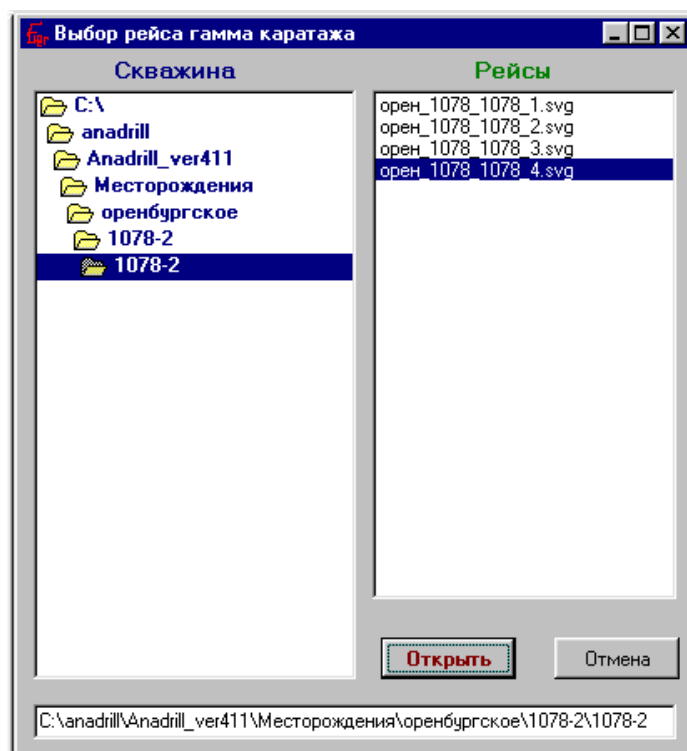 Выбор рейса гамма каратажа
Скважина
C:\
anadrill
Anadrill_ver411
Месторождения
оренбургское
1078-2
1078-2
Рейсы
орен_1078_1078_1.svg
орен_1078_1078_2.svg
орен_1078_1078_3.svg
орен_1078_1078_4.svg
Открыть
Отмена
C:\anadrill\Anadrill_ver411\Месторождения\оренбургское\1078-2\1078-2